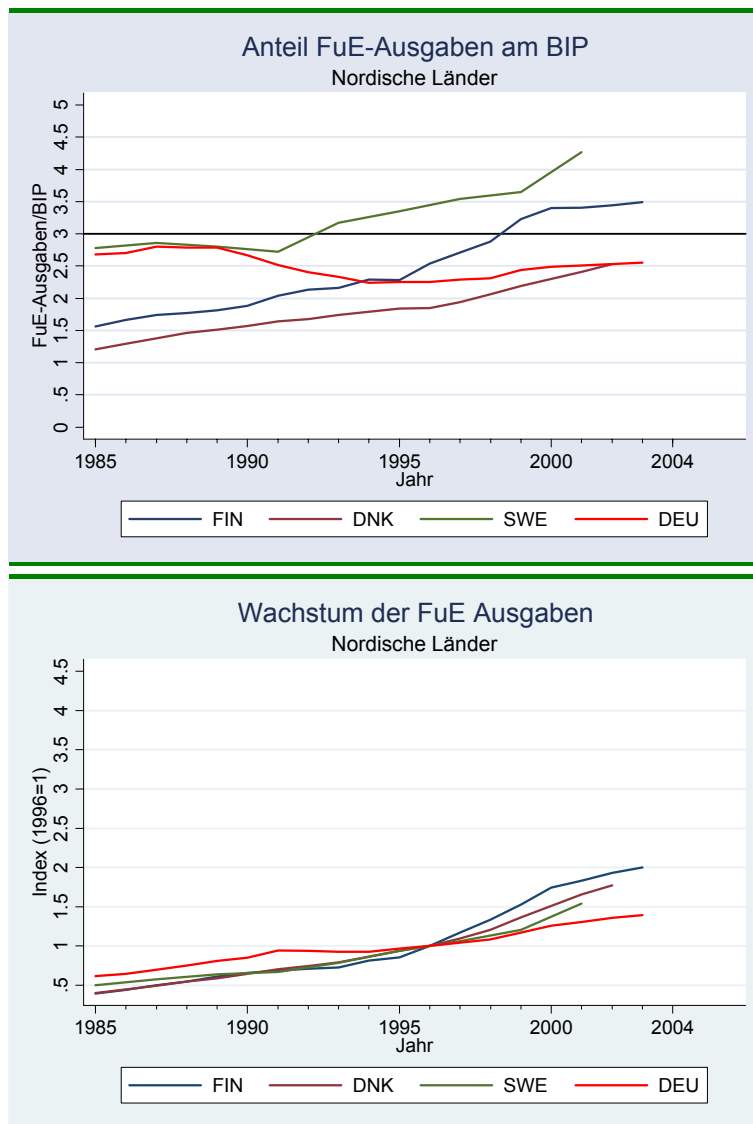 Anteil FuE-Ausgaben am BIP
Nordische Länder
FuE-Ausgaben/BIP
5
4.5
4
3.5
3
2.5
2
1.5
1
.5
0
1985 1990 1995 2000 2004
Jahr
FIN DNK SWE DEU
Wachstum der FuE Ausgaben
Nordische Länder
Index (1996=1)
4.5
4
3.5
3
2.5
2
1.5
1
.5
1985 1990 1995 2000 2004
Jahr
FIN DNK SWE DEU